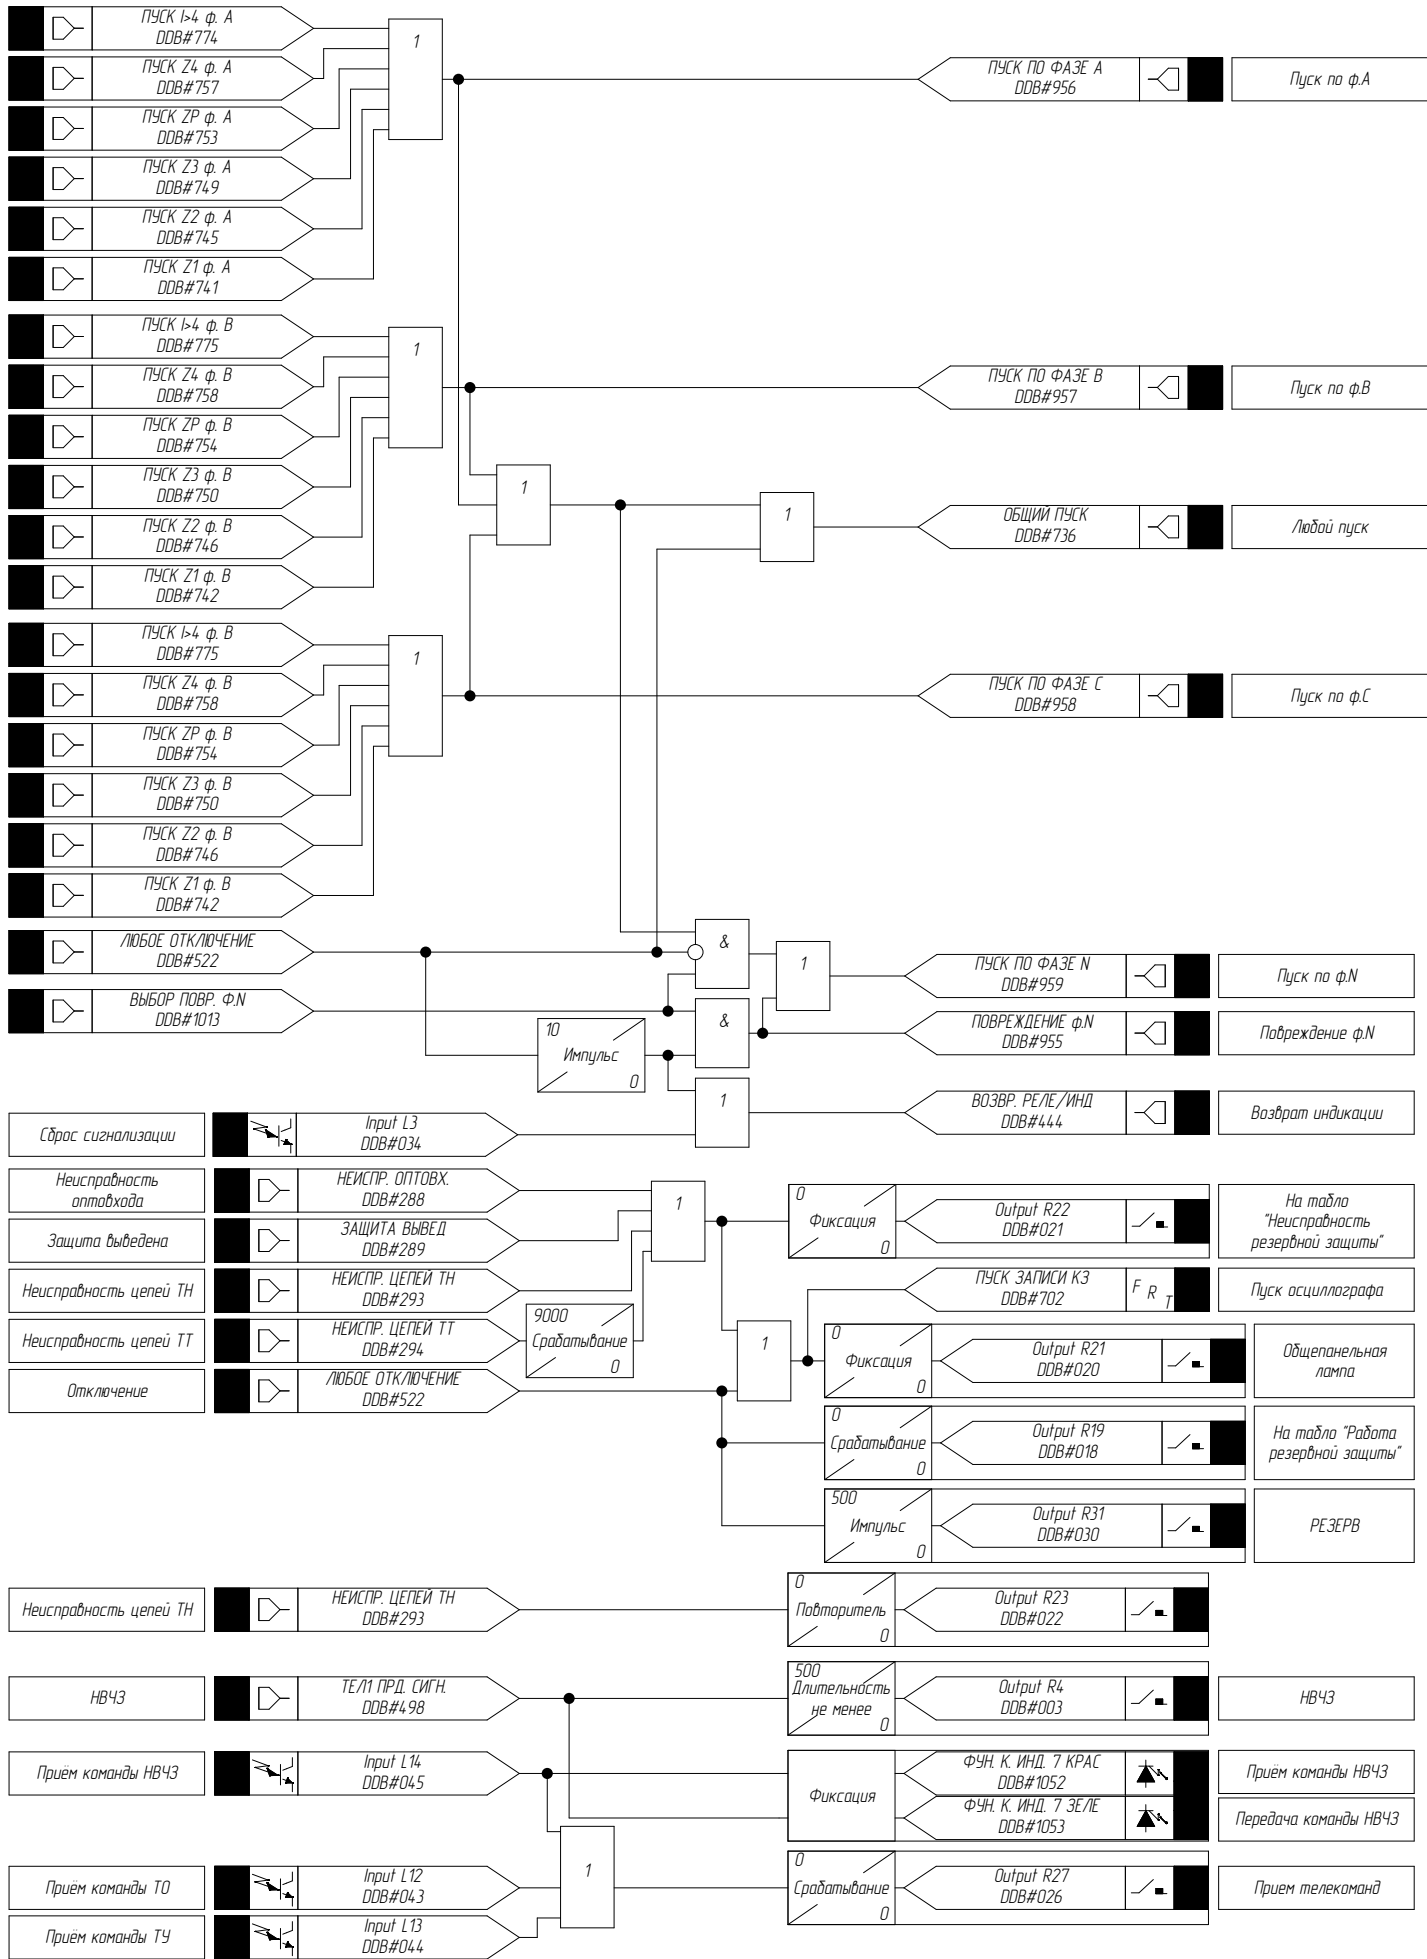 ПУСК I>4 ф. А
DDB#774
1
ПУСК Z4 ф. А
DDB#757
ПУСК ПО ФАЗЕ А
DDB#956
Пуск по ф.А
ПУСК ZP ф. А
DDB#753
ПУСК Z3 ф. А
DDB#749
ПУСК Z2 ф. А
DDB#745
ПУСК Z1 ф. А
DDB#741
ПУСК I>4 ф. В
DDB#775
1
ПУСК Z4 ф. В
DDB#758
ПУСК ПО ФАЗЕ В
DDB#957
Пуск по ф.В
ПУСК ZP ф. В
DDB#754
ПУСК Z3 ф. В
DDB#750
1
ПУСК Z2 ф. В
DDB#746
1
ОБЩИЙ ПУСК
DDB#736
Любой пуск
ПУСК Z1 ф. В
DDB#742
ПУСК I>4 ф. В
DDB#775
1
ПУСК Z4 ф. В
DDB#758
ПУСК ПО ФАЗЕ С
DDB#958
Пуск по ф.С
ПУСК ZP ф. В
DDB#754
ПУСК Z3 ф. В
DDB#750
ПУСК Z2 ф. В
DDB#746
ПУСК Z1 ф. В
DDB#742
ЛЮБОЕ ОТКЛЮЧЕНИЕ
DDB#522
&
1
ПУСК ПО ФАЗЕ N
DDB#959
Пуск по ф.N
ВЫБОР ПОВР. Ф.N
DDB#1013
10
Импульс
0
&
ПОВРЕЖДЕНИЕ ф.N
DDB#955
Повреждение ф.N
1
ВОЗВР. РЕЛЕ/ИНД
DDB#444
Возврат индикации
Сброс сигнализации
Input L3
DDB#034
Неисправность
оптовхода
НЕИСПР. ОПТОВХ.
DDB#288
1
0
Фиксация
0
Output R22
DDB#021
На табло
"Неисправность
резервной защиты"
Защита выведена
ЗАЩИТА ВЫВЕД
DDB#289
Неисправность цепей ТН
НЕИСПР. ЦЕПЕЙ ТН
DDB#293
ПУСК ЗАПИСИ КЗ
DDB#702
F R T
Пуск осциллографа
Неисправность цепей ТТ
НЕИСПР. ЦЕПЕЙ ТТ
DDB#294
9000
Срабатывание
0
1
0
Фиксация
0
Output R21
DDB#020
Общепанельная
лампа
Отключение
ЛЮБОЕ ОТКЛЮЧЕНИЕ
DDB#522
0
Срабатывание
0
Output R19
DDB#018
На табло "Работа
резервной защиты"
500
Импульс
0
Output R31
DDB#030
РЕЗЕРВ
Неисправность цепей ТН
НЕИСПР. ЦЕПЕЙ ТН
DDB#293
0
Повторитель
0
Output R23
DDB#022
НВЧЗ
ТЕЛ1 ПРД. СИГН.
DDB#498
500
Длительность
не менее
0
Output R4
DDB#003
НВЧЗ
Приём команды НВЧЗ
Input L14
DDB#045
Фиксация
ФУН. К. ИНД. 7 КРАС
DDB#1052
Приём команды НВЧЗ
ФУН. К. ИНД. 7 ЗЕЛЕ
DDB#1053
Передача команды НВЧЗ
Приём команды ТО
Input L12
DDB#043
1
0
Срабатывание
0
Output R27
DDB#026
Прием телекоманд
Приём команды ТУ
Input L13
DDB#044